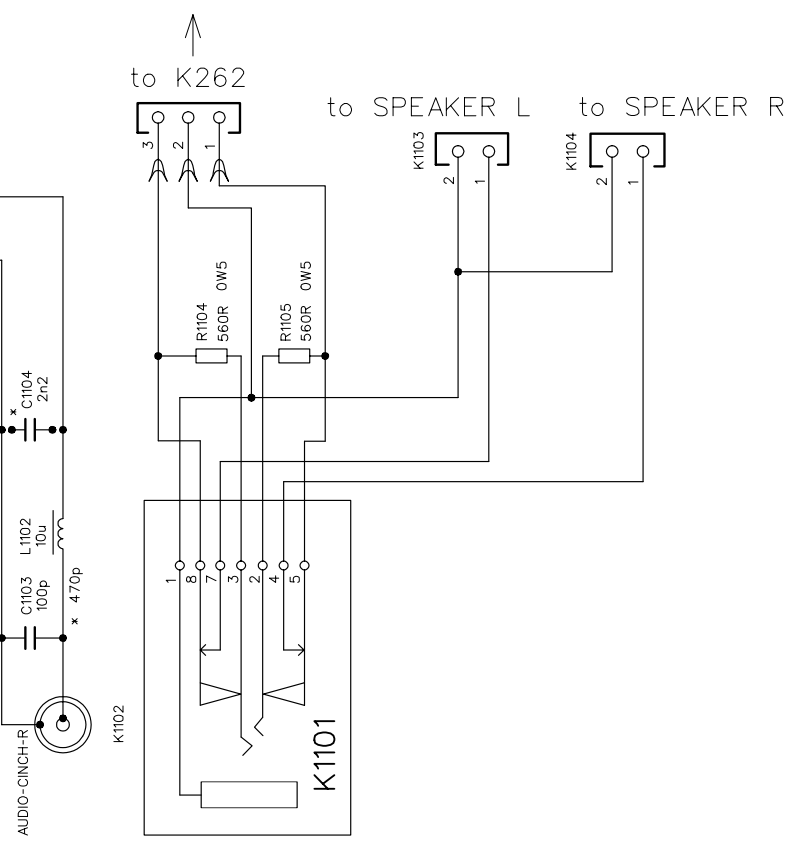 to K262
to SPEAKER L
to SPEAKER R
3
2
1
K1103
2
1
K1104
2
1
R1104
560R 0W5
R1105
560R 0W5
* C1104
2n2
L1102
10u
C1103
100p
* 470p
1
8
7
3
2
4
5
K1102
K1101
AUDIO-CINCH-R